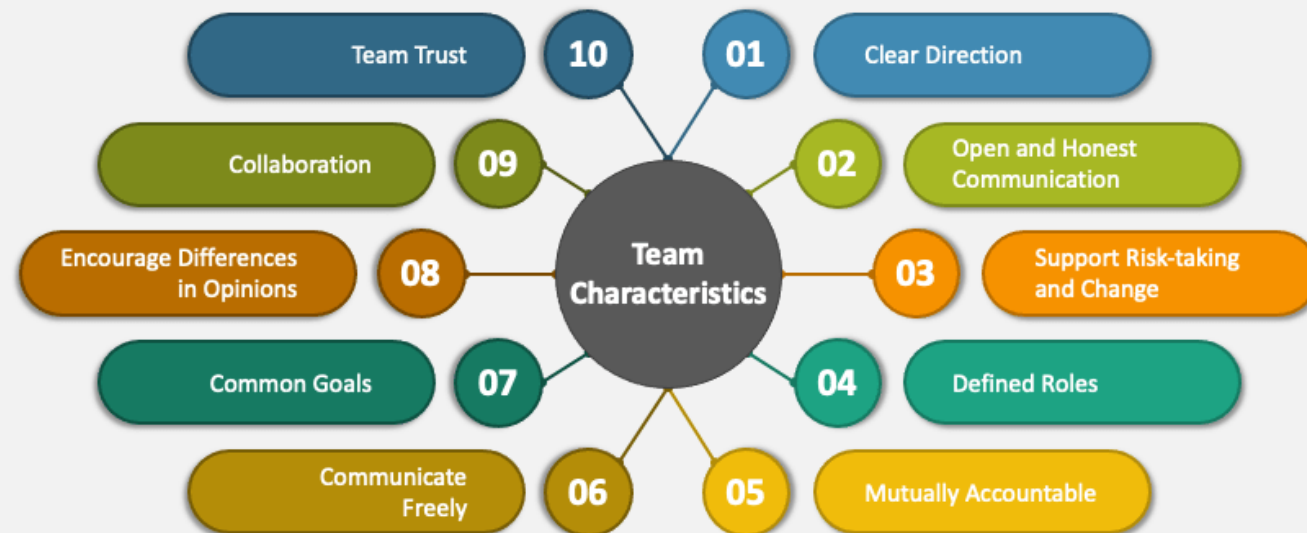 Team Trust
10
01
Clear Direction
Collaboration
09
02
Open and Honest
Communication
Encourage Differences
in Opinions
08
Team
Characteristics
03
Support Risk-taking
and Change
Common Goals
07
04
Defined Roles
Communicate
Freely
06
05
Mutually Accountable